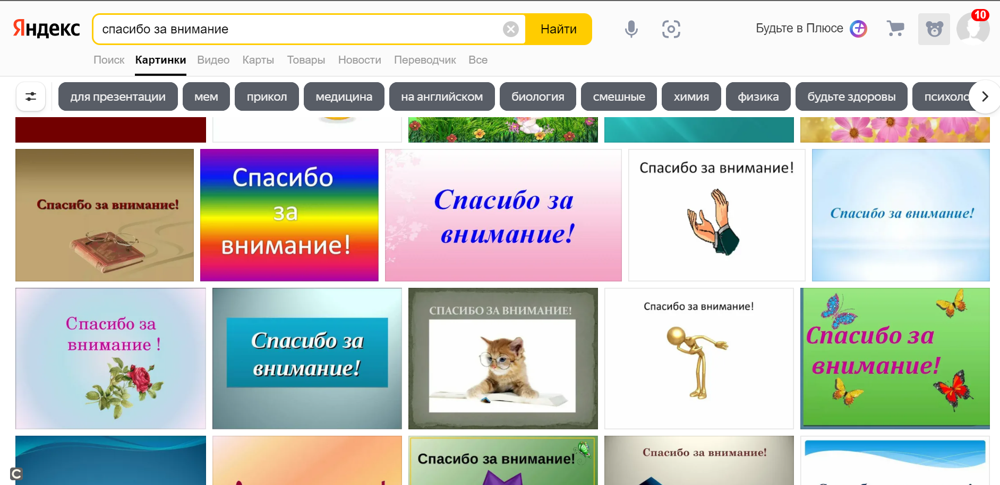 Яндекс
спасибо за внимание
Найти
Будьте в Плюсе
10
Поиск
Картинки
Видео
Карты
Товары
Новости
Переводчик
Все
для презентации
мем
прикол
медицина
на английском
биология
смешные
химия
физика
будьте здоровы
Спасибо за внимание!
Спасибо
за
внимание!
Спасибо за
внимание!
Спасибо за внимание!
Спасибо за внимание!
Спасибо за
внимание !
Спасибо за
внимание!
СПАСИБО ЗА ВНИМАНИЕ!
Спасибо за внимание!
Спасибо за
внимание!
Спасибо за внимание!
Спасибо за внимание!